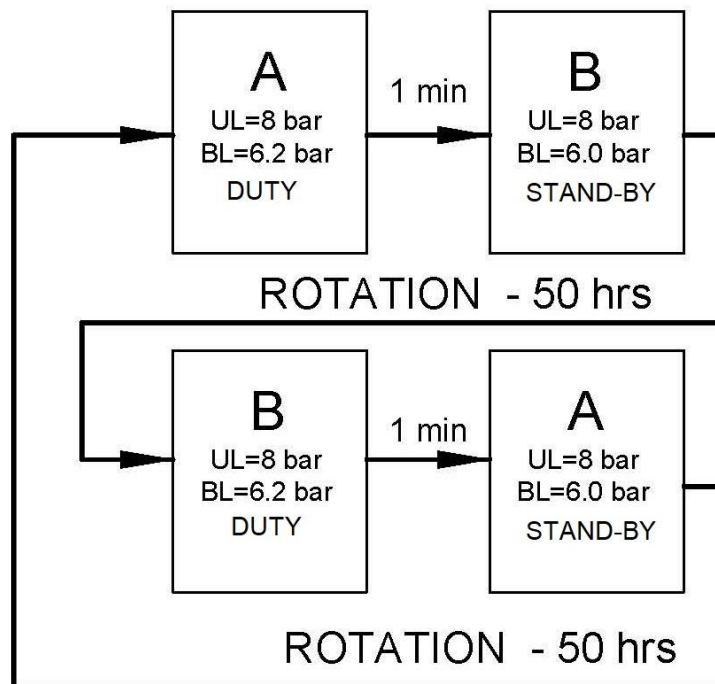 A
UL=8 bar
BL=6.2 bar
DUTY
1 min
B
UL=8 bar
BL=6.0 bar
STAND-BY
ROTATION - 50 hrs
B
UL=8 bar
BL=6.2 bar
DUTY
1 min
A
UL=8 bar
BL=6.0 bar
STAND-BY
ROTATION - 50 hrs